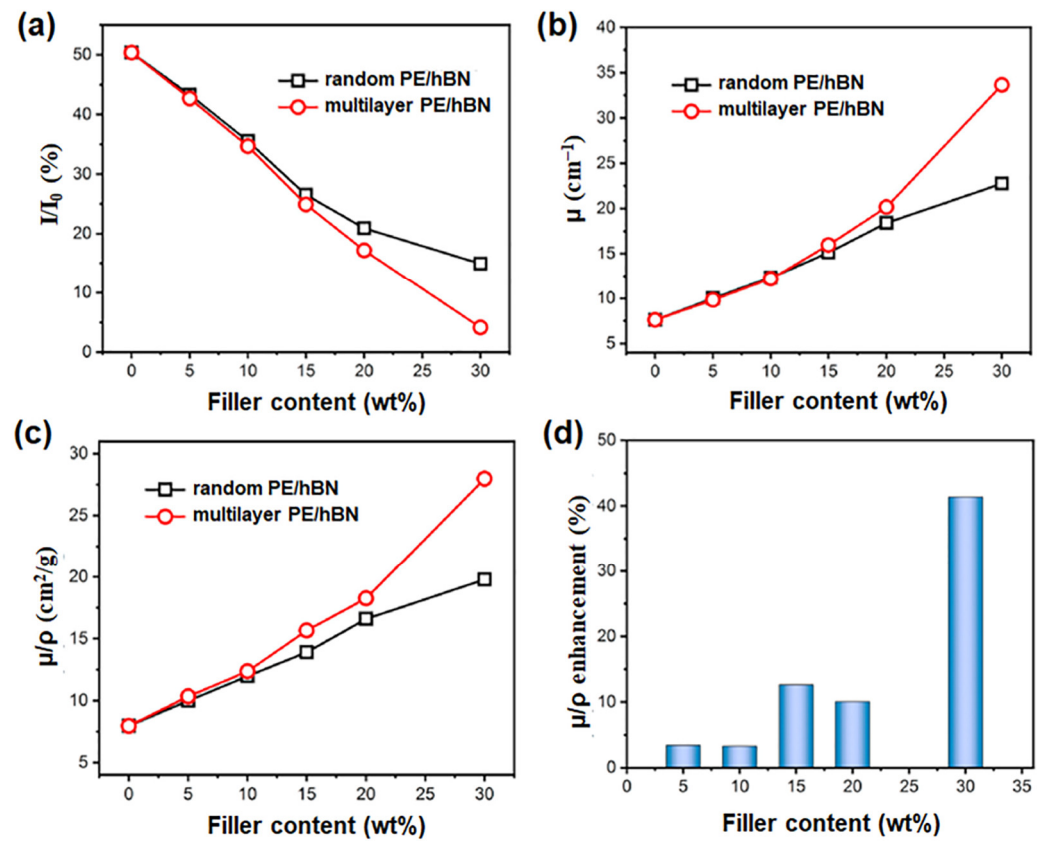 (a)
I/I₀ (%)
50
40
30
20
10
0
random PE/hBN
multilayer PE/hBN
0 5 10 15 20 25 30
Filler content (wt%)
(b)
μ (cm⁻¹)
40
35
30
25
20
15
10
5
random PE/hBN
multilayer PE/hBN
0 5 10 15 20 25 30
Filler content (wt%)
(c)
μ/ρ (cm²/g)
30
25
20
15
10
5
random PE/hBN
multilayer PE/hBN
0 5 10 15 20 25 30
Filler content (wt%)
(d)
μ/ρ enhancement (%)
50
40
30
20
10
0
0 5 10 15 20 25 30 35
Filler content (wt%)